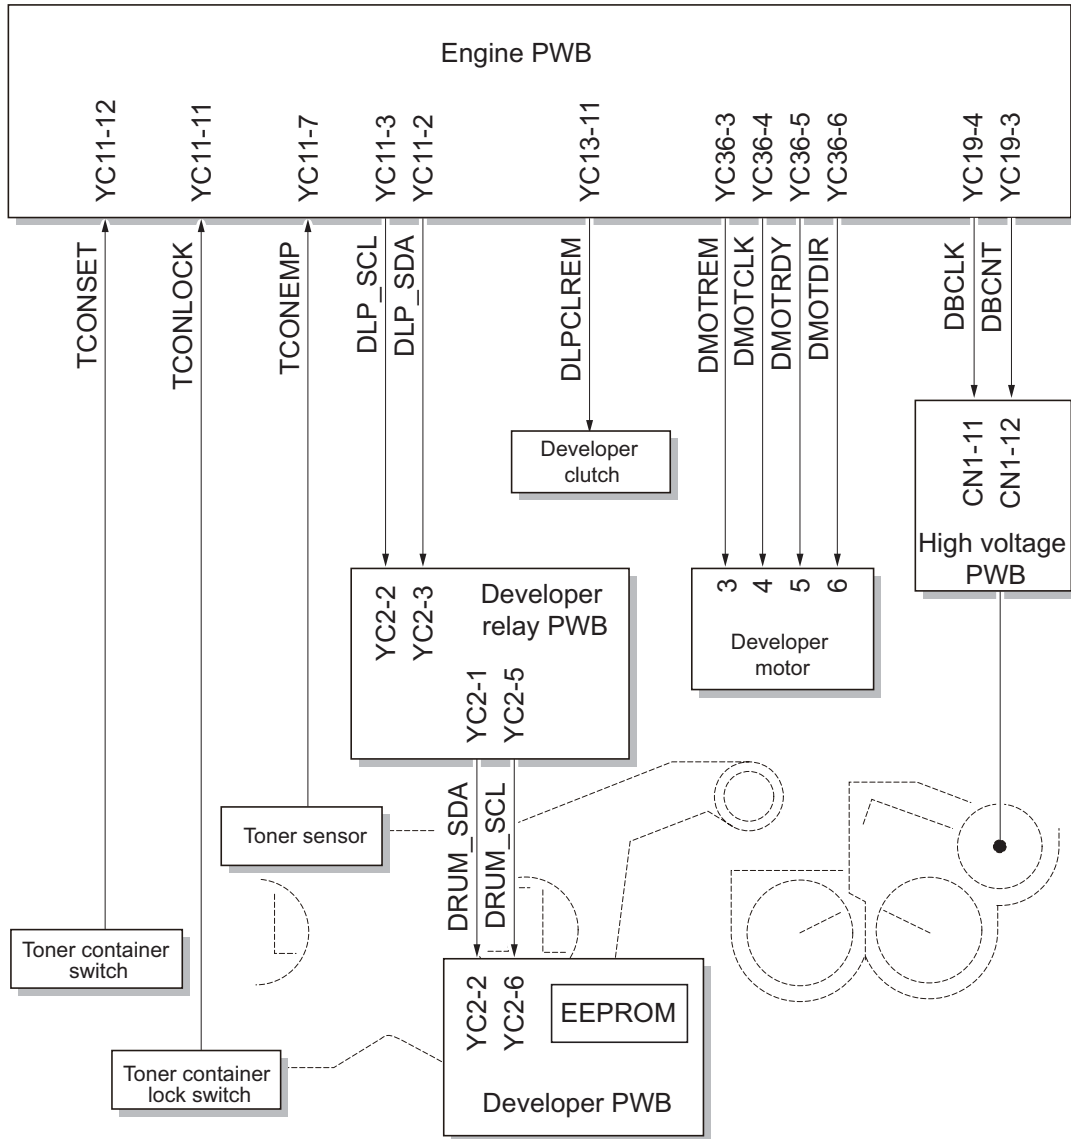 Engine PWB
YC11-12
YC11-11
YC11-7
YC11-3
YC11-2
YC13-11
YC36-3
YC36-4
YC36-5
YC36-6
YC19-4
YC19-3
TCONSET
TCONLOCK
TCONEMP
DLP_SCL
DLP_SDA
DLPCLREM
DMOTREM
DMOTCLK
DMOTRDY
DMOTDIR
DBCLK
DBCNT
Developer
clutch
CN1-11
CN1-12
High voltage
PWB
YC2-2
YC2-3
Developer
relay PWB
YC2-1
YC2-5
3
4
5
6
Developer
motor
Toner sensor
DRUM_SDA
DRUM_SCL
Toner container
switch
YC2-2
YC2-6
EEPROM
Developer PWB
Toner container
lock switch